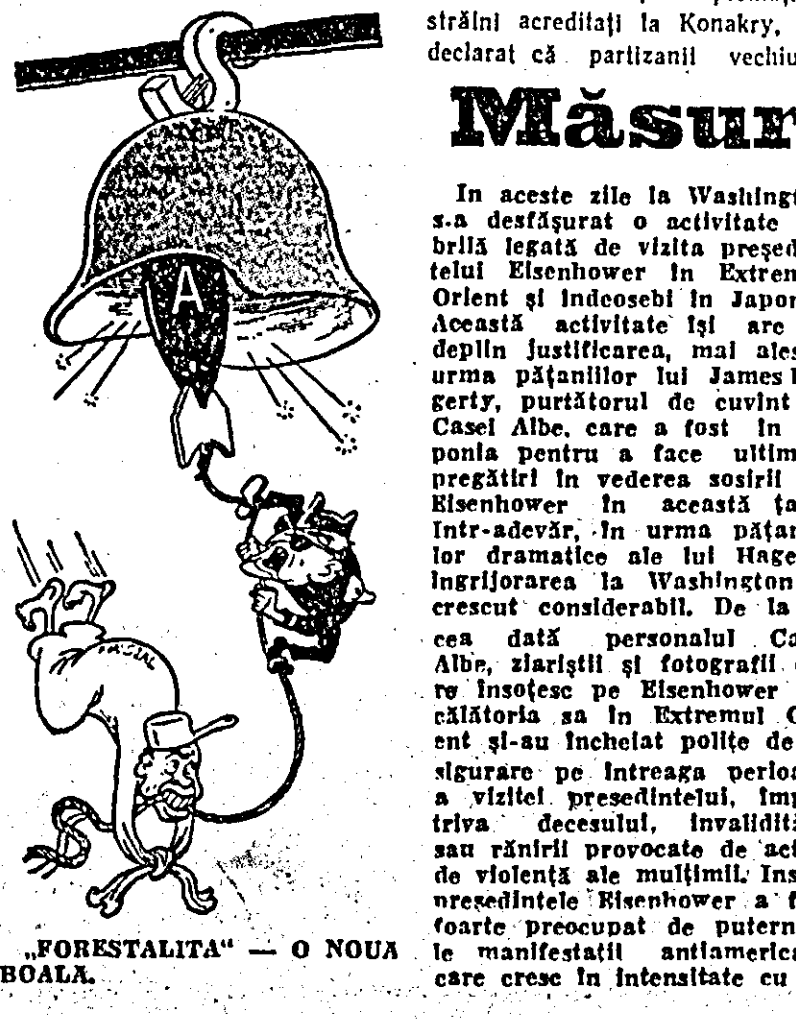 A
„FORESTALITA“ — O NOUA
BOALA.
străini acreditați la Konakry,
declarat că partizanii vechiu
Măsur
In aceste zile la Washingt
s-a desfășurat o activitate
brilă legată de vizita președ
telui Eisenhower în Extrem
Orient și îndeosebi în Japon
Această activitate își are
deplin justificarea, mai ales
urma pățaniilor lui James
gerty, purtătorul de cuvînt
Casei Albe, care a fost în
ponia pentru a face ultim
pregătiri în vederea sosirii
Eisenhower în această ța
Intr-adevăr, în urma pățan
lor dramatice ale lui Hage
îngrijorarea la Washington
crescut considerabil. De la
cea dată personalul Ca
Albe, ziariștii și fotografii
re însoțesc pe Eisenhower
călătoria sa în Extremul O
ent și-au încheiat polițe de
sigurare pe întreaga perioa
a vizitei presedintelui, împ
triva decesului, invalidită
sau rănirii provocate de act
de violență ale mulțimii. Ins
presedintele Eisenhower a f
foarte preocupat de putern
le manifestații antiamerica
care cresc în intensitate cu